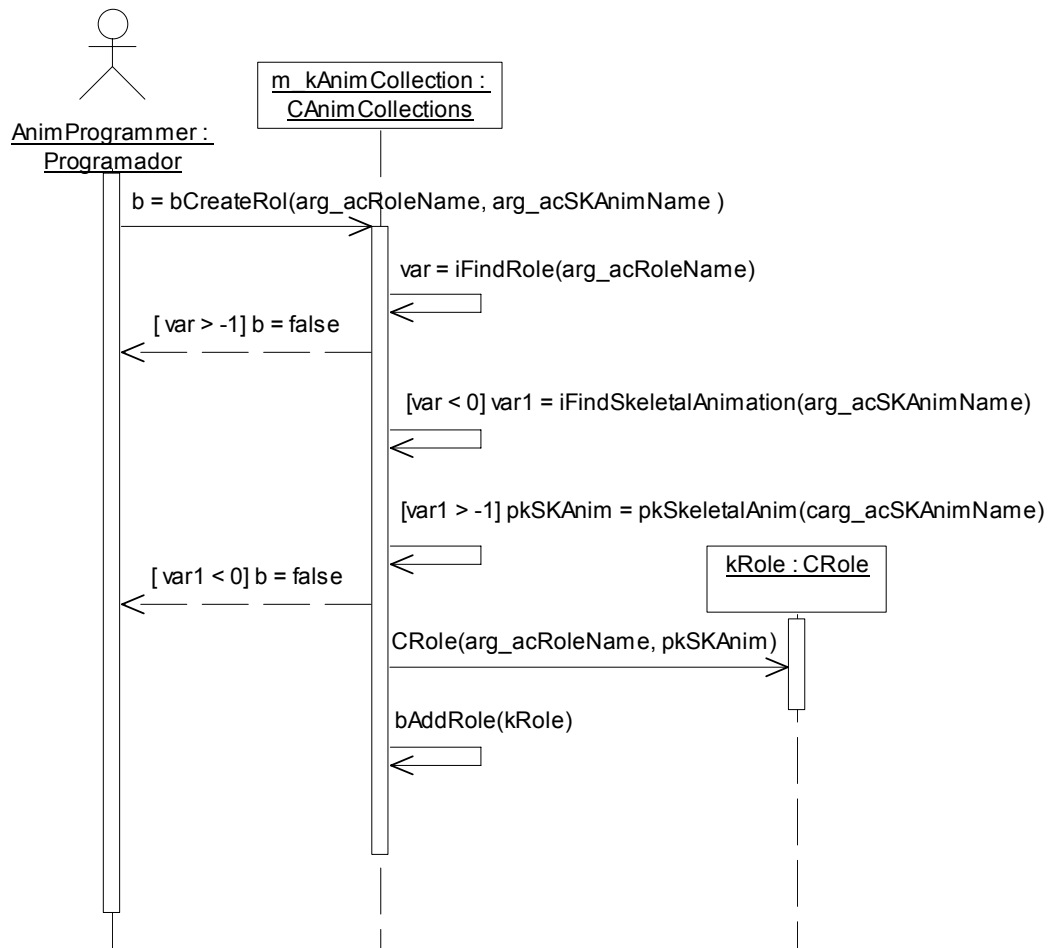 m_kAnimCollection :
CAnimCollections
AnimProgrammer :
Programador
b = bCreateRol(arg_acRoleName, arg_acSKAnimName )
var = iFindRole(arg_acRoleName)
[ var > -1] b = false
[var < 0] var1 = iFindSkeletalAnimation(arg_acSKAnimName)
[var1 > -1] pkSKAnim = pkSkeletalAnim(carg_acSKAnimName)
kRole : CRole
[ var1 < 0] b = false
CRole(arg_acRoleName, pkSKAnim)
bAddRole(kRole)